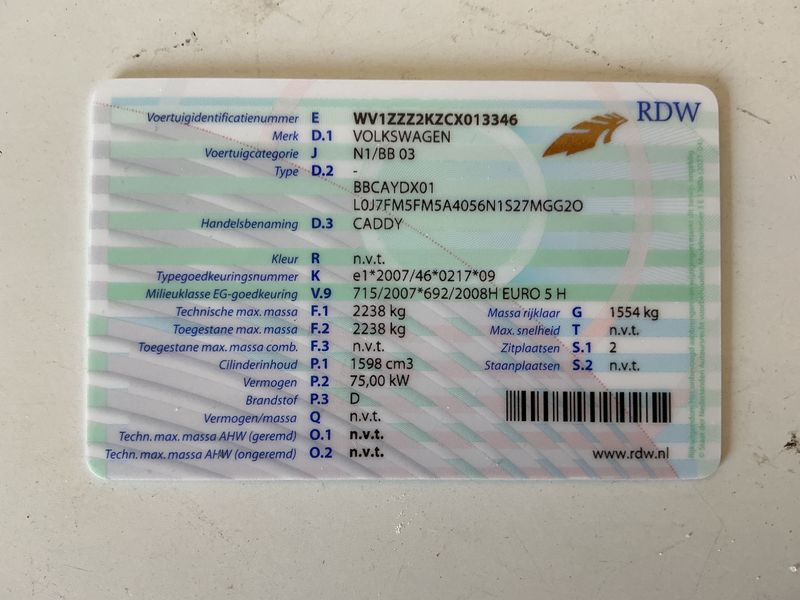 RDW
Voertuigidentificatienummer E WV1ZZZ2KZCX013346
Merk D.1 VOLKSWAGEN
Voertuigcategorie J N1/BB 03
Type D.2 -
BBCAYDX01
L0J7FM5FM5A4056N1S27MGG2O
Handelsbenaming D.3 CADDY
Kleur R n.v.t.
Typegoedkeuringsnummer K e1*2007/46*0217*09
Milieuklasse EG-goedkeuring V.9 715/2007*692/2008H EURO 5 H
Technische max. massa F.1 2238 kg Massa rijklaar G 1554 kg
Toegestane max. massa F.2 2238 kg Max. snelheid T n.v.t.
Toegestane max. massa comb. F.3 n.v.t. Zitplaatsen S.1 2
Cilinderinhoud P.1 1598 cm3 Staanplaatsen S.2 n.v.t.
Vermogen P.2 75,00 kW
Brandstof P.3 D
Vermogen/massa Q n.v.t.
Techn. max. massa AHW (geremd) O.1 n.v.t.
Techn. max. massa AHW (ongeremd) O.2 n.v.t.
www.rdw.nl